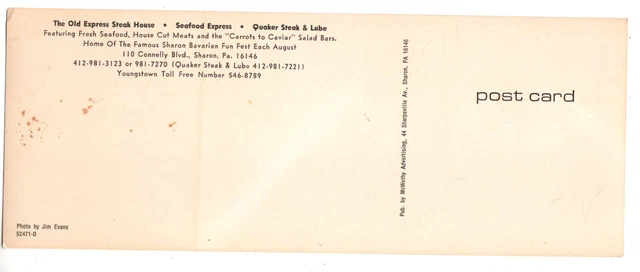 The Old Express Steak House • Seafood Express • Quaker Steak & Lube
Featuring Fresh Seafood, House Cut Meats and the "Carrots to Caviar" Salad Bars.
Home Of The Famous Sharon Bavarian Fun Fest Each August
110 Connelly Blvd., Sharon, Pa. 16146
412-981-3123 or 981-7270 (Quaker Steak & Lube 412-981-7221)
Youngstown Toll Free Number 546-8789
Photo by Jim Evans
52471-D
Pub. by McWethy Advertising, 44 Sharpsville Av., Sharon, PA 16146
post card